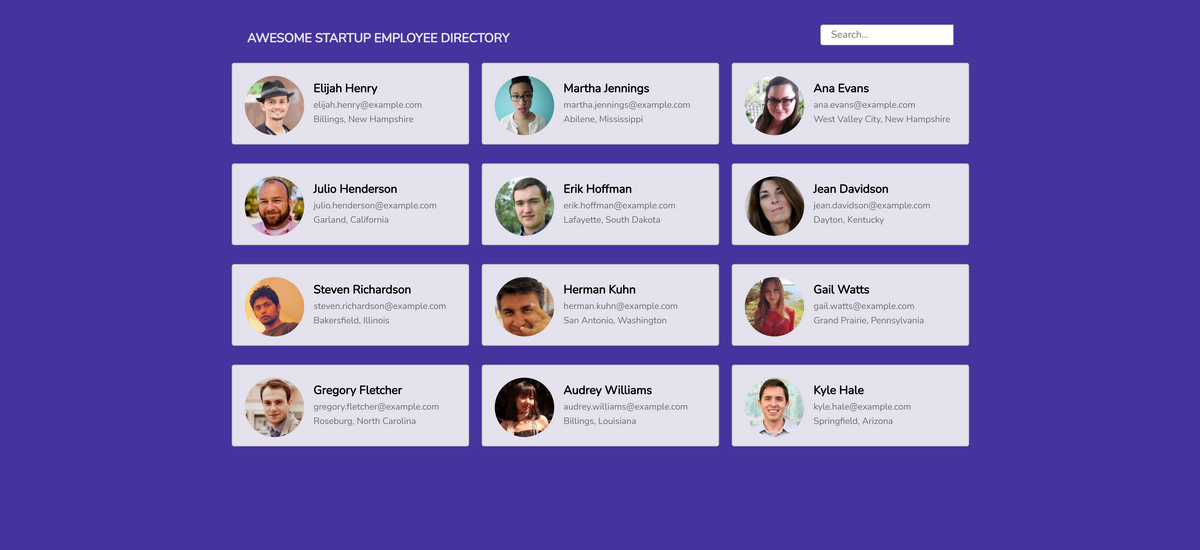 AWESOME STARTUP EMPLOYEE DIRECTORY
Search...
Elijah Henry
elijah.henry@example.com
Billings, New Hampshire
Martha Jennings
martha.jennings@example.com
Abilene, Mississippi
Ana Evans
ana.evans@example.com
West Valley City, New Hampshire
Julio Henderson
julio.henderson@example.com
Garland, California
Erik Hoffman
erik.hoffman@example.com
Lafayette, South Dakota
Jean Davidson
jean.davidson@example.com
Dayton, Kentucky
Steven Richardson
steven.richardson@example.com
Bakersfield, Illinois
Herman Kuhn
herman.kuhn@example.com
San Antonio, Washington
Gail Watts
gail.watts@example.com
Grand Prairie, Pennsylvania
Gregory Fletcher
gregory.fletcher@example.com
Roseburg, North Carolina
Audrey Williams
audrey.williams@example.com
Billings, Louisiana
Kyle Hale
kyle.hale@example.com
Springfield, Arizona